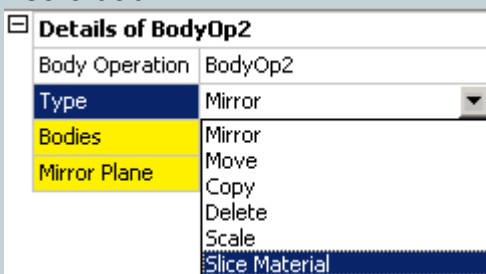 Details of BodyOp2
Body Operation BodyOp2
Type Mirror
Bodies Mirror
Mirror Plane Move
Copy
Delete
Scale
Slice Material